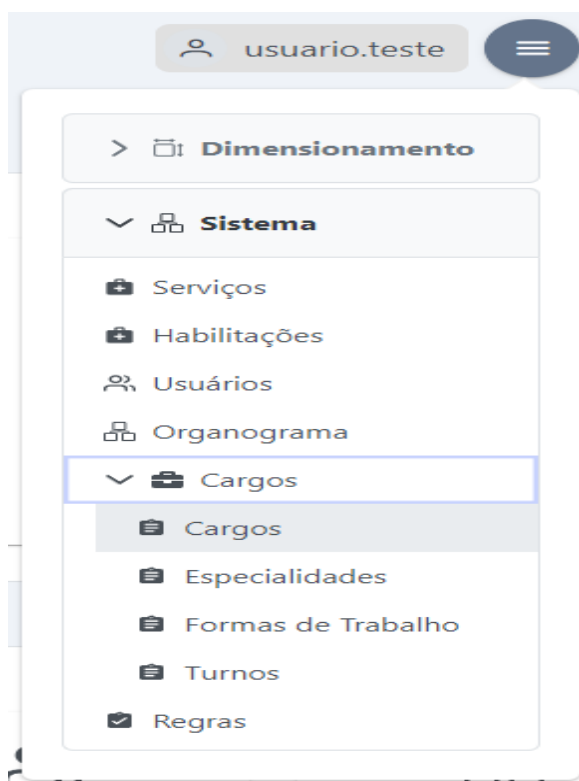 usuario.teste
Dimensionamento
Sistema
Serviços
Habilitações
Usuários
Organograma
Cargos
Cargos
Especialidades
Formas de Trabalho
Turnos
Regras